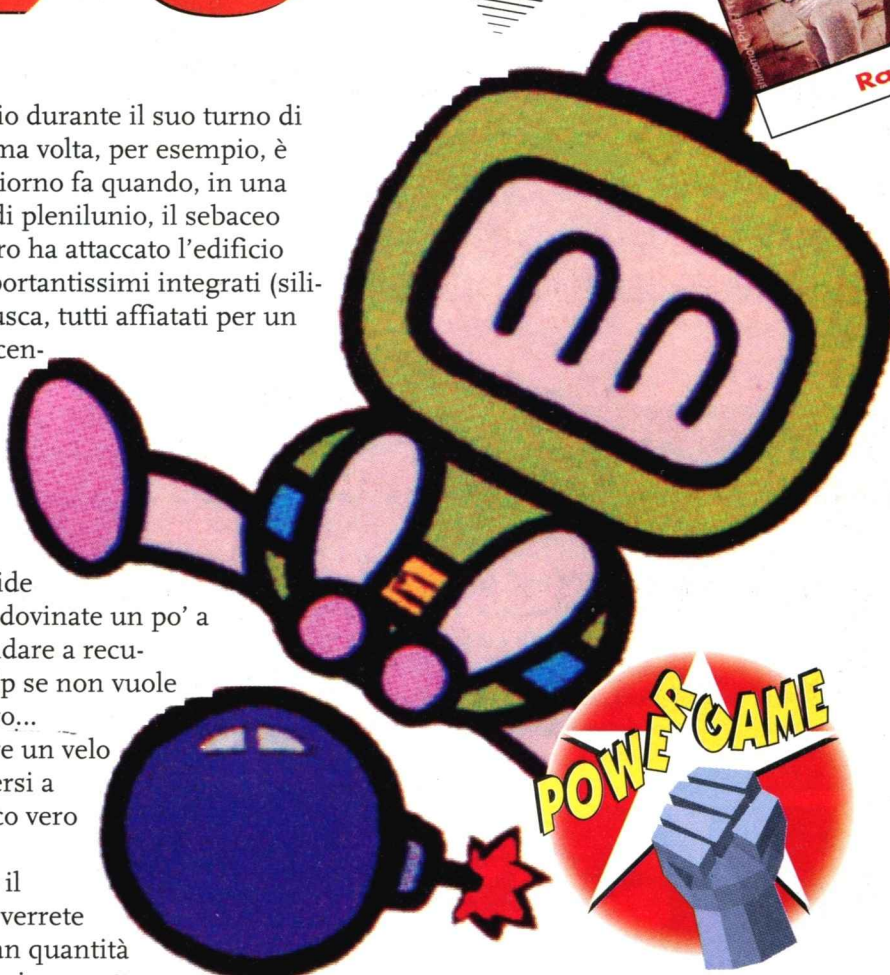 io durante il suo turno di
ma volta, per esempio, è
iorno fa quando, in una
di plenilunio, il sebaceo
ro ha attaccato l'edificio
portantissimi integrati (sili-
usca, tutti affiatati per un
cen-
ide
dovinate un po' a
dare a recu-
p se non vuole
o...
e un velo
ersi a
co vero
il
verrete
an quantità
Ra
POWER GAME